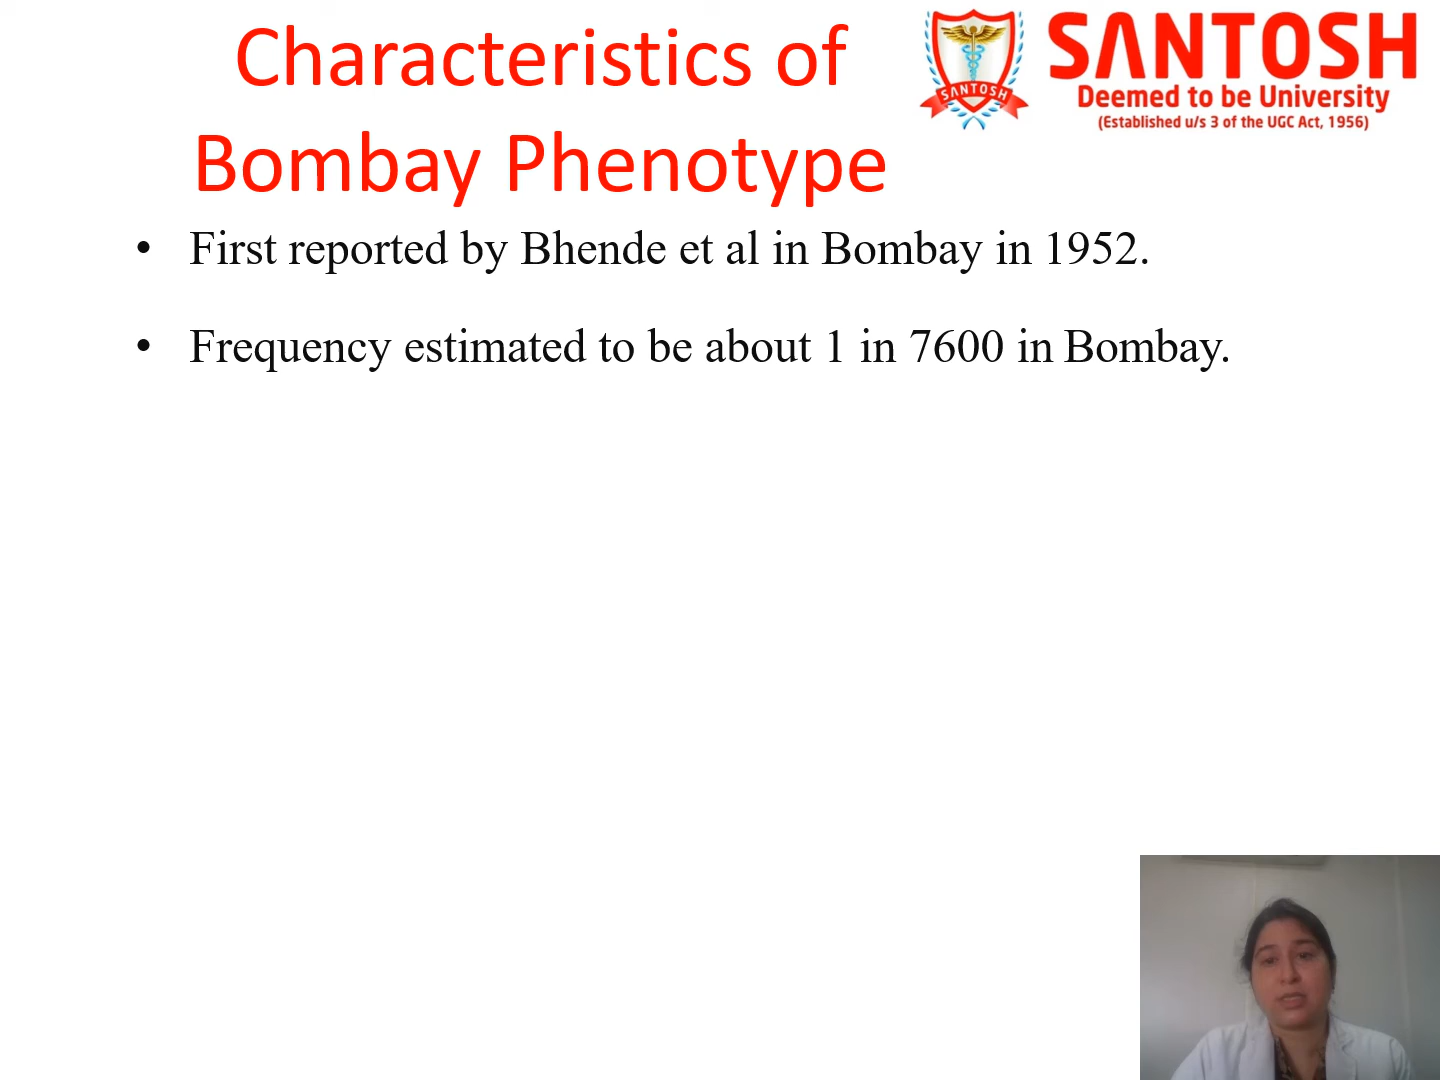 Characteristics of
Bombay Phenotype
SANTOSH
SANTOSH
Deemed to be University
(Established u/s 3 of the UGC Act, 1956)
• First reported by Bhende et al in Bombay in 1952.
• Frequency estimated to be about 1 in 7600 in Bombay.